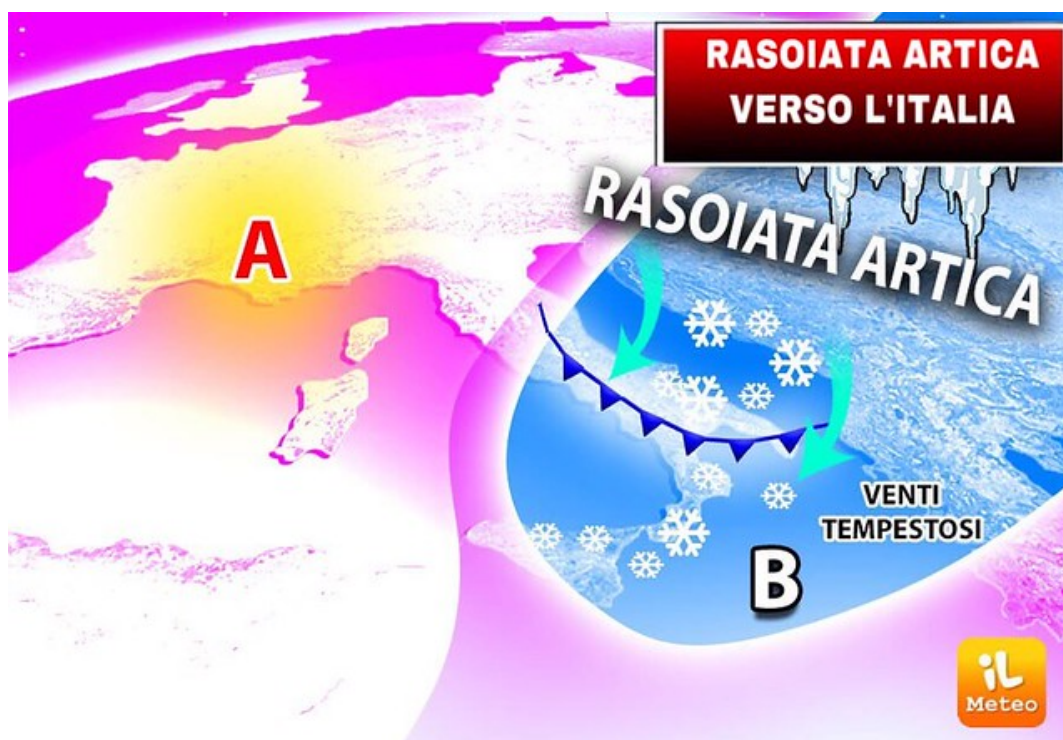 RASOIATA ARTICA
VERSO L'ITALIA
RASOIATA ARTICA
A
VENTI
TEMPESTOSI
B
iL
Meteo